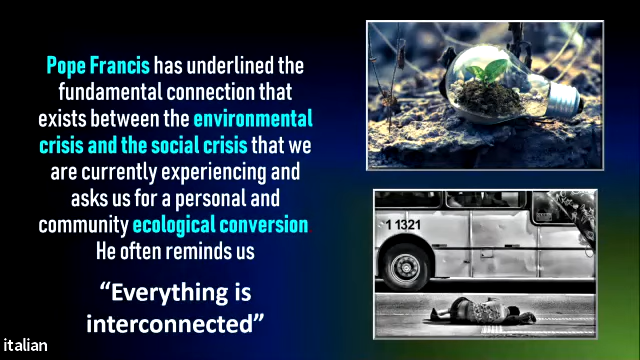 Pope Francis has underlined the
fundamental connection that
exists between the environmental
crisis and the social crisis that we
are currently experiencing and
asks us for a personal and
community ecological conversion
He often reminds us
“Everything is
interconnected”
1 1321
italian